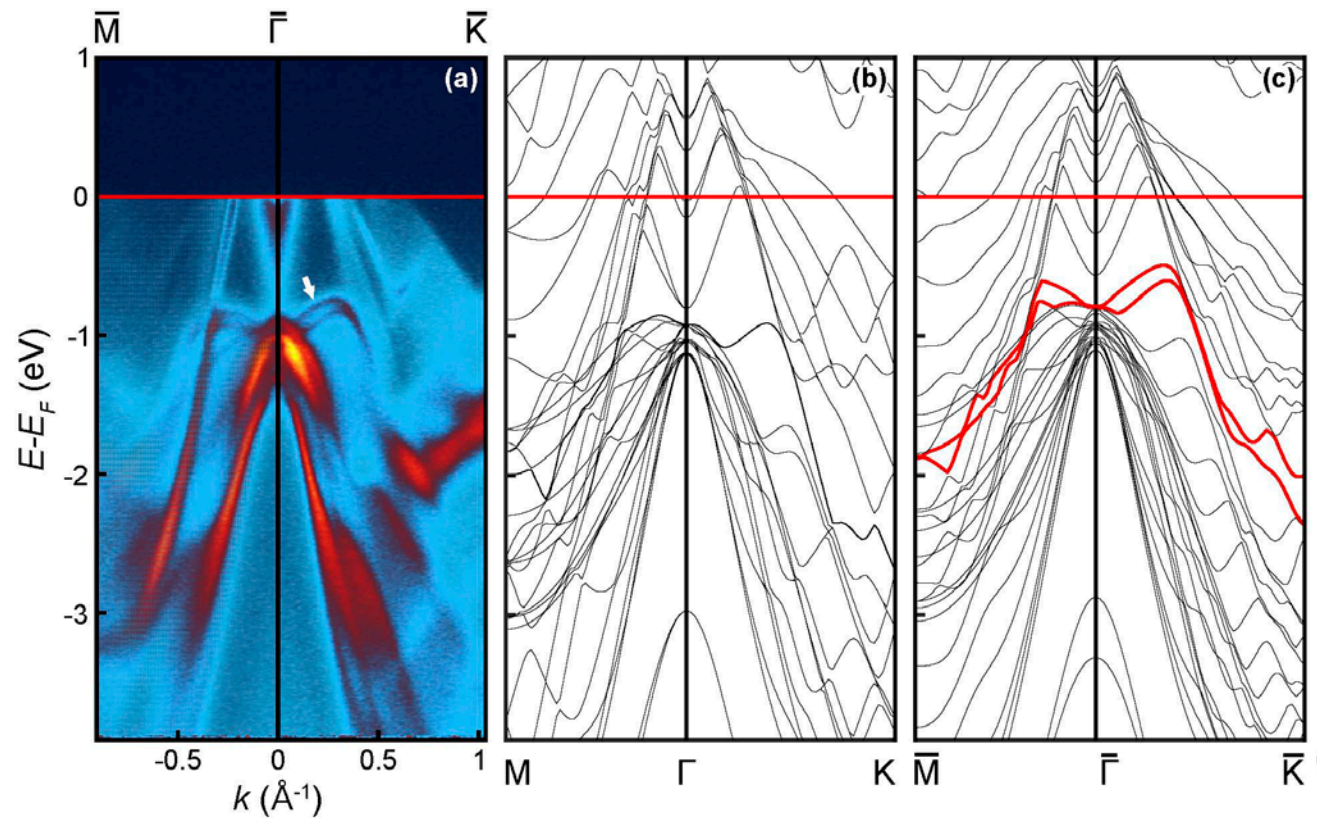 M̅ Γ̅ K̅
(a) (b) (c)
1
0
-1
-2
-3
E-E_F (eV)
-0.5 0 0.5 1
k (Å⁻¹)
M Γ K
M̅ Γ̅ K̅